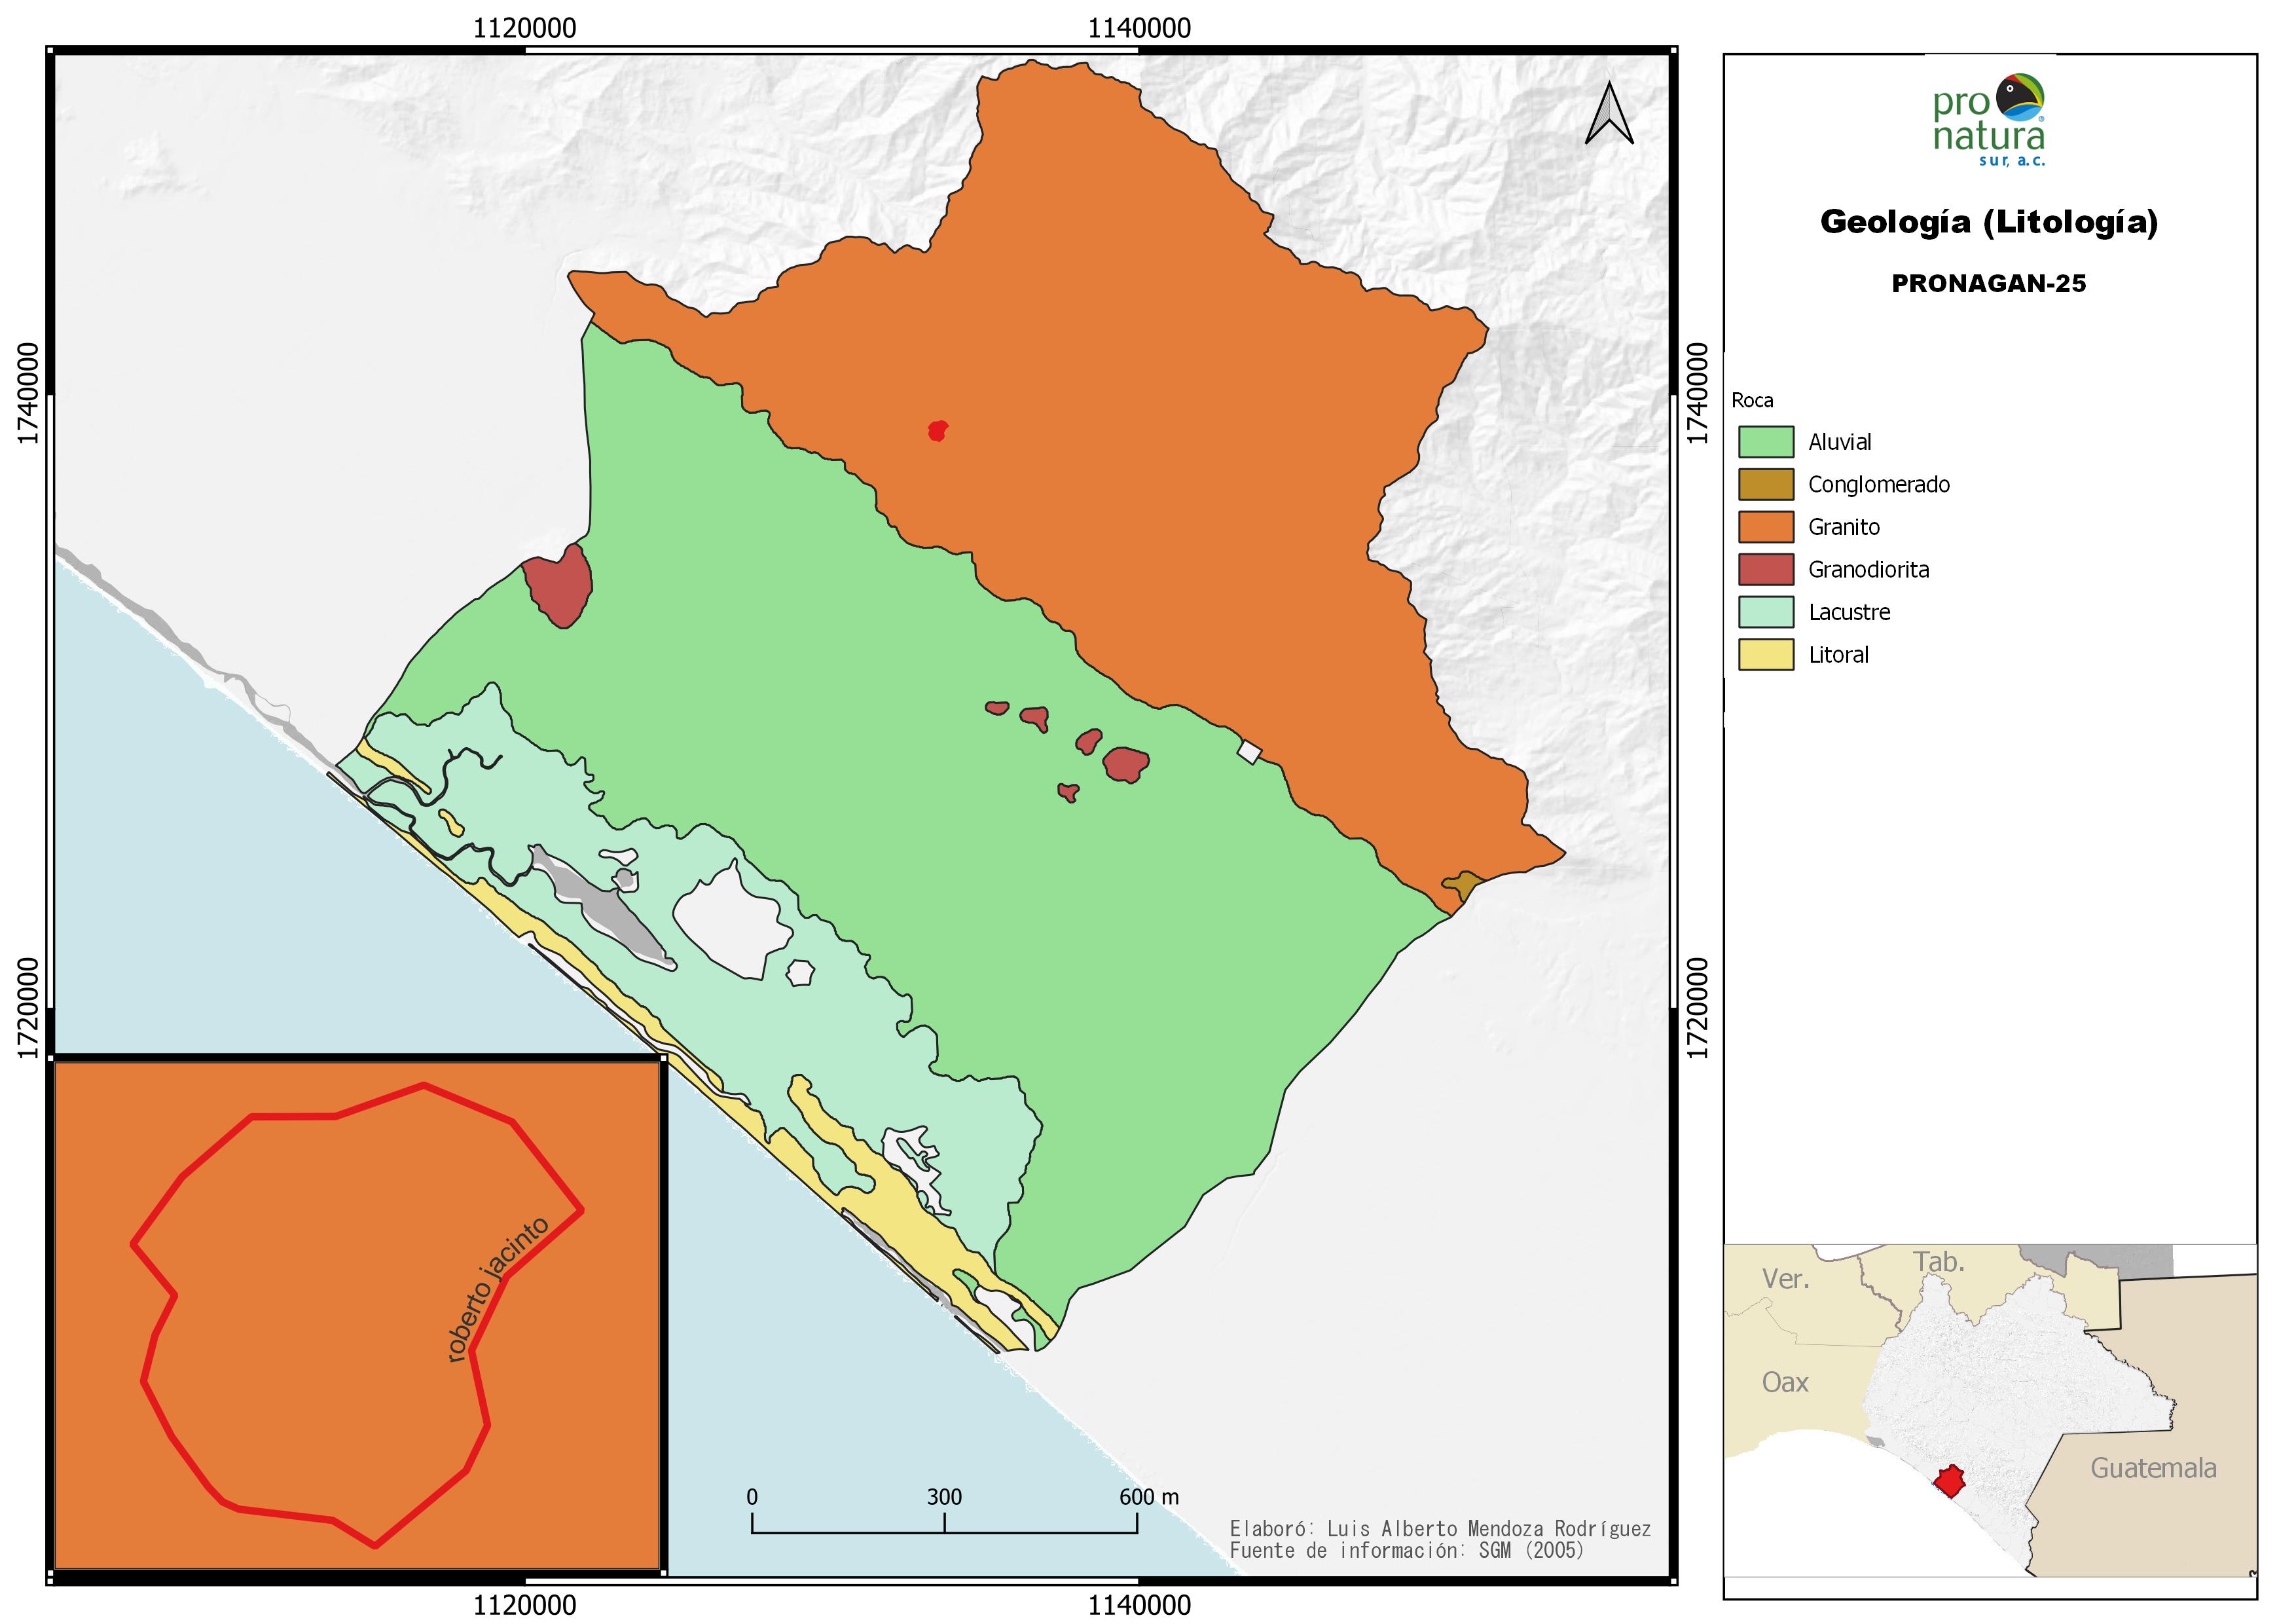 1120000
1140000
1740000
1740000
1720000
1720000
1120000
1140000
roberto jacinto
0
300
600 m
Elaboró: Luis Alberto Mendoza Rodríguez
Fuente de información: SGM (2005)
pro
natura
sur, a.c.
Geología (Litología)
PRONAGAN-25
Roca
Aluvial
Conglomerado
Granito
Granodiorita
Lacustre
Litoral
Ver.
Tab.
Oax
Guatemala